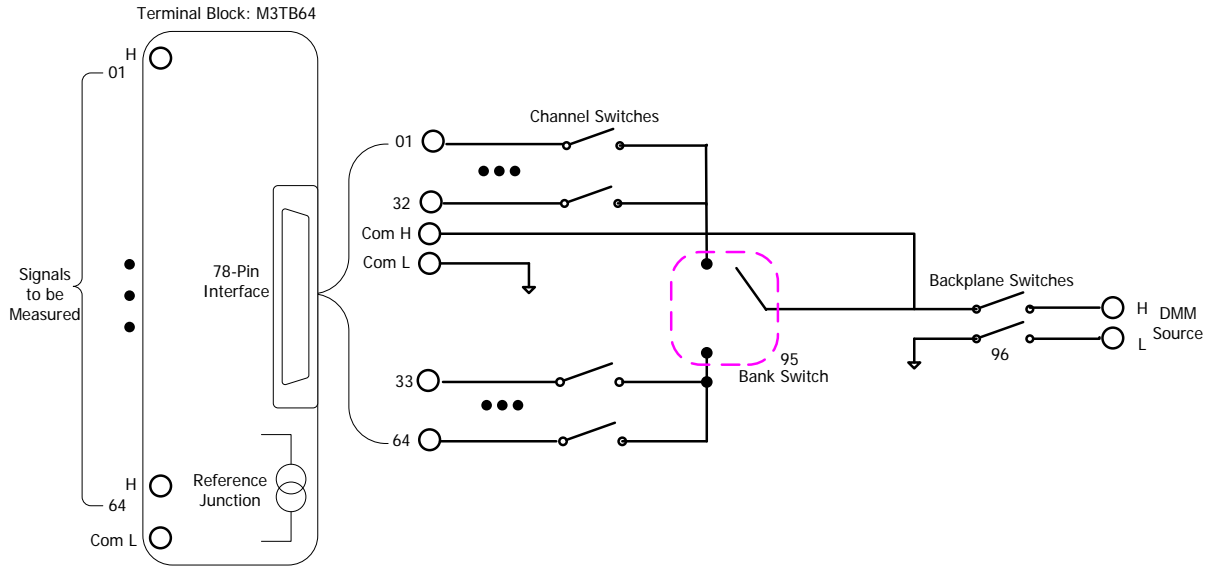 Terminal Block: M3TB64
H
01
Signals
to be
Measured
78-Pin
Interface
H
64
Com L
Reference
Junction
Channel Switches
01
32
Com H
Com L
33
64
95
Bank Switch
Backplane Switches
96
H
L
DMM
Source